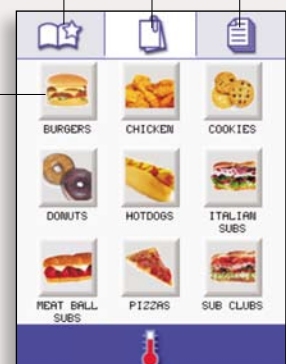 BURGERS
CHICKEN
COOKIES
DONUTS
HOTDOGS
ITALIAN
SUBS
MEAT BALL
SUBS
PIZZAS
SUB CLUBS